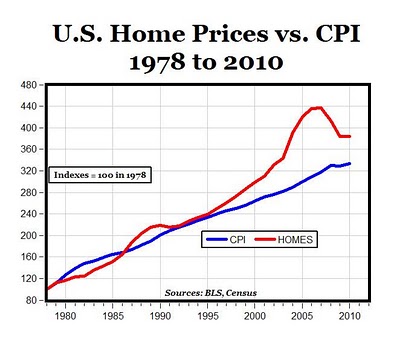 U.S. Home Prices vs. CPI
1978 to 2010
480
440
400
360
320
280
240
200
160
120
80
Indexes = 100 in 1978
CPI HOMES
Sources: BLS, Census
1980 1985 1990 1995 2000 2005 2010